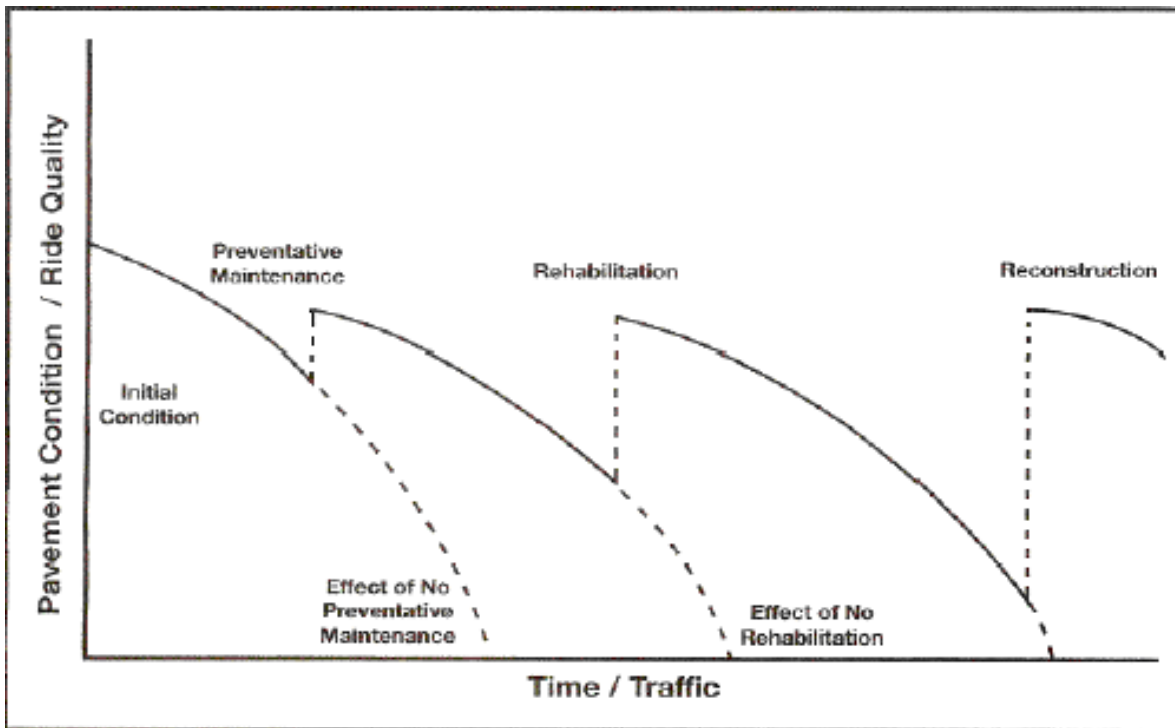 Pavement Condition / Ride Quality
Preventative
Maintenance
Rehabilitation
Reconstruction
Initial
Condition
Effect of No
Preventative
Maintenance
Effect of No
Rehabilitation
Time / Traffic